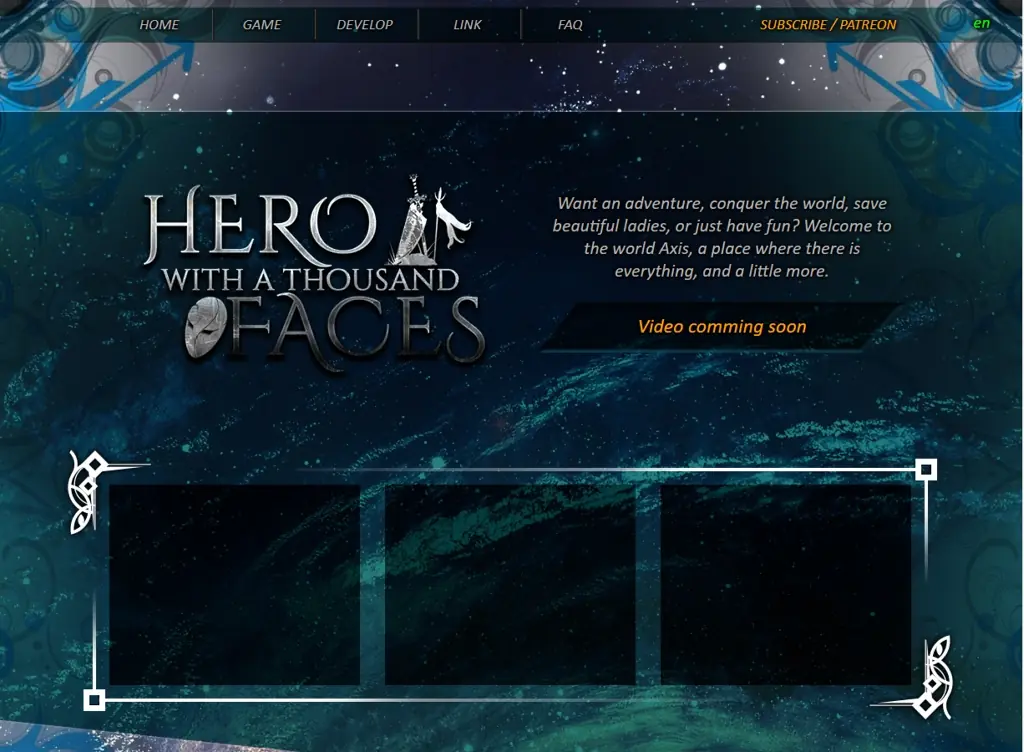 HOME GAME DEVELOP LINK FAQ SUBSCRIBE / PATREON en
HERO
WITH A THOUSAND
FACES
Want an adventure, conquer the world, save
beautiful ladies, or just have fun? Welcome to
the world Axis, a place where there is
everything, and a little more.
Video comming soon